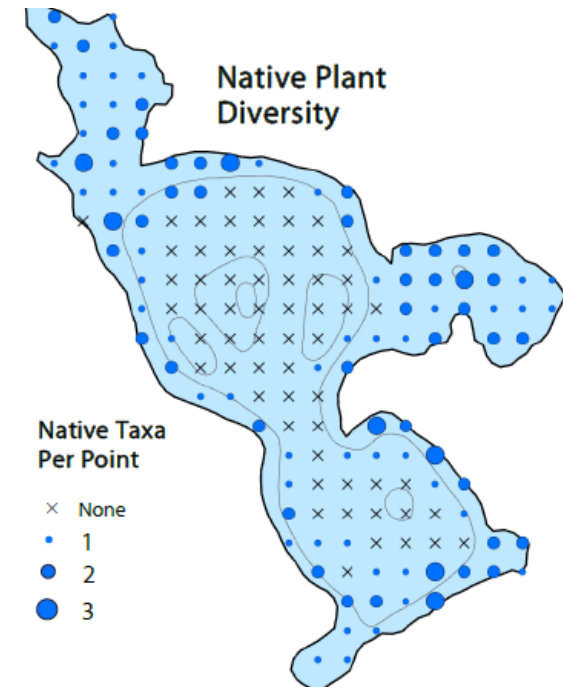 Native Plant
Diversity
Native Taxa
Per Point
None
1
2
3